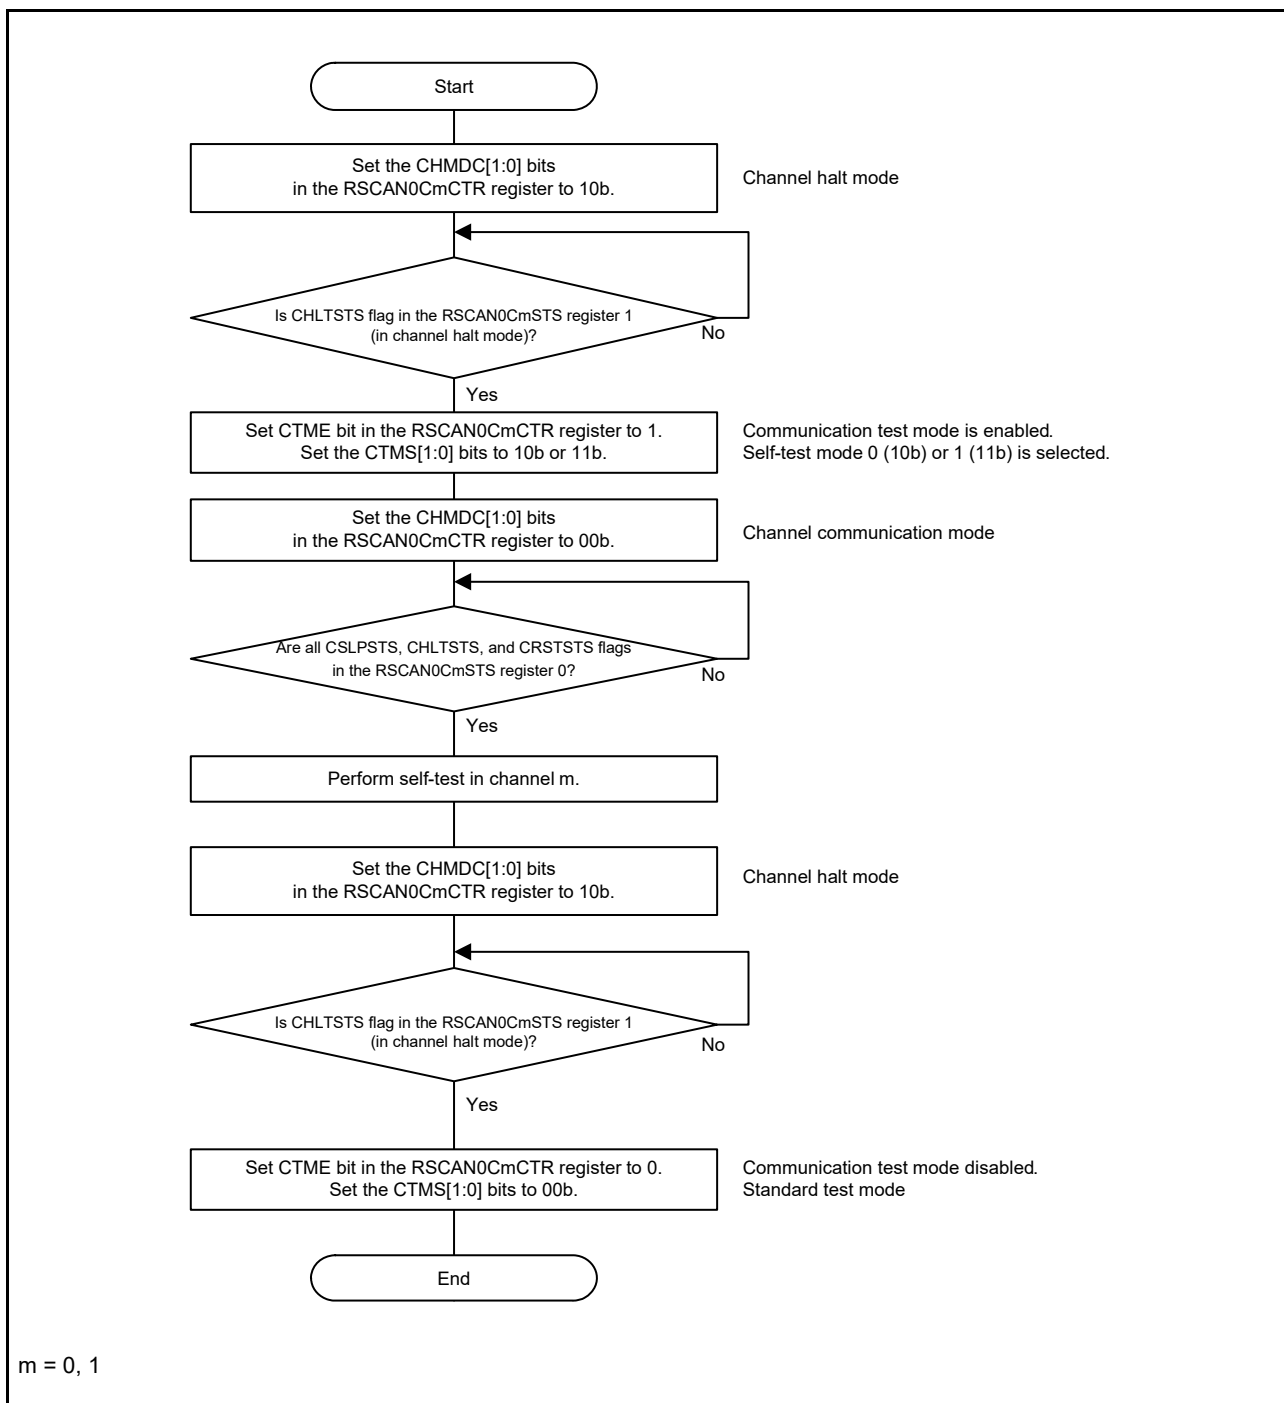 Start
Set the CHMDC[1:0] bits
in the RSCAN0CmCTR register to 10b.
Channel halt mode
Is CHLTSTS flag in the RSCAN0CmSTS register 1
(in channel halt mode)?
No
Yes
Set CTME bit in the RSCAN0CmCTR register to 1.
Set the CTMS[1:0] bits to 10b or 11b.
Communication test mode is enabled.
Self-test mode 0 (10b) or 1 (11b) is selected.
Set the CHMDC[1:0] bits
in the RSCAN0CmCTR register to 00b.
Channel communication mode
Are all CSLPSTS, CHLTSTS, and CRSTSTS flags
in the RSCAN0CmSTS register 0?
No
Yes
Perform self-test in channel m.
Set the CHMDC[1:0] bits
in the RSCAN0CmCTR register to 10b.
Channel halt mode
Is CHLTSTS flag in the RSCAN0CmSTS register 1
(in channel halt mode)?
No
Yes
Set CTME bit in the RSCAN0CmCTR register to 0.
Set the CTMS[1:0] bits to 00b.
Communication test mode disabled.
Standard test mode
End
m = 0, 1